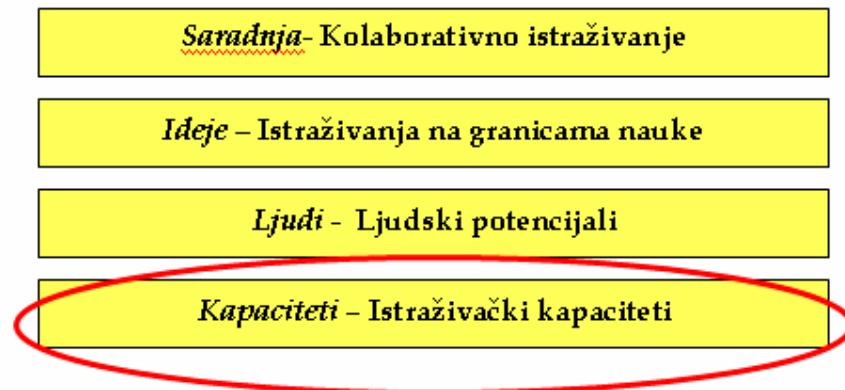 Saradnja- Kolaborativno istraživanje
Ideje – Istraživanja na granicama nauke
Ljudi - Ljudski potencijali
Kapaciteti – Istraživački kapaciteti